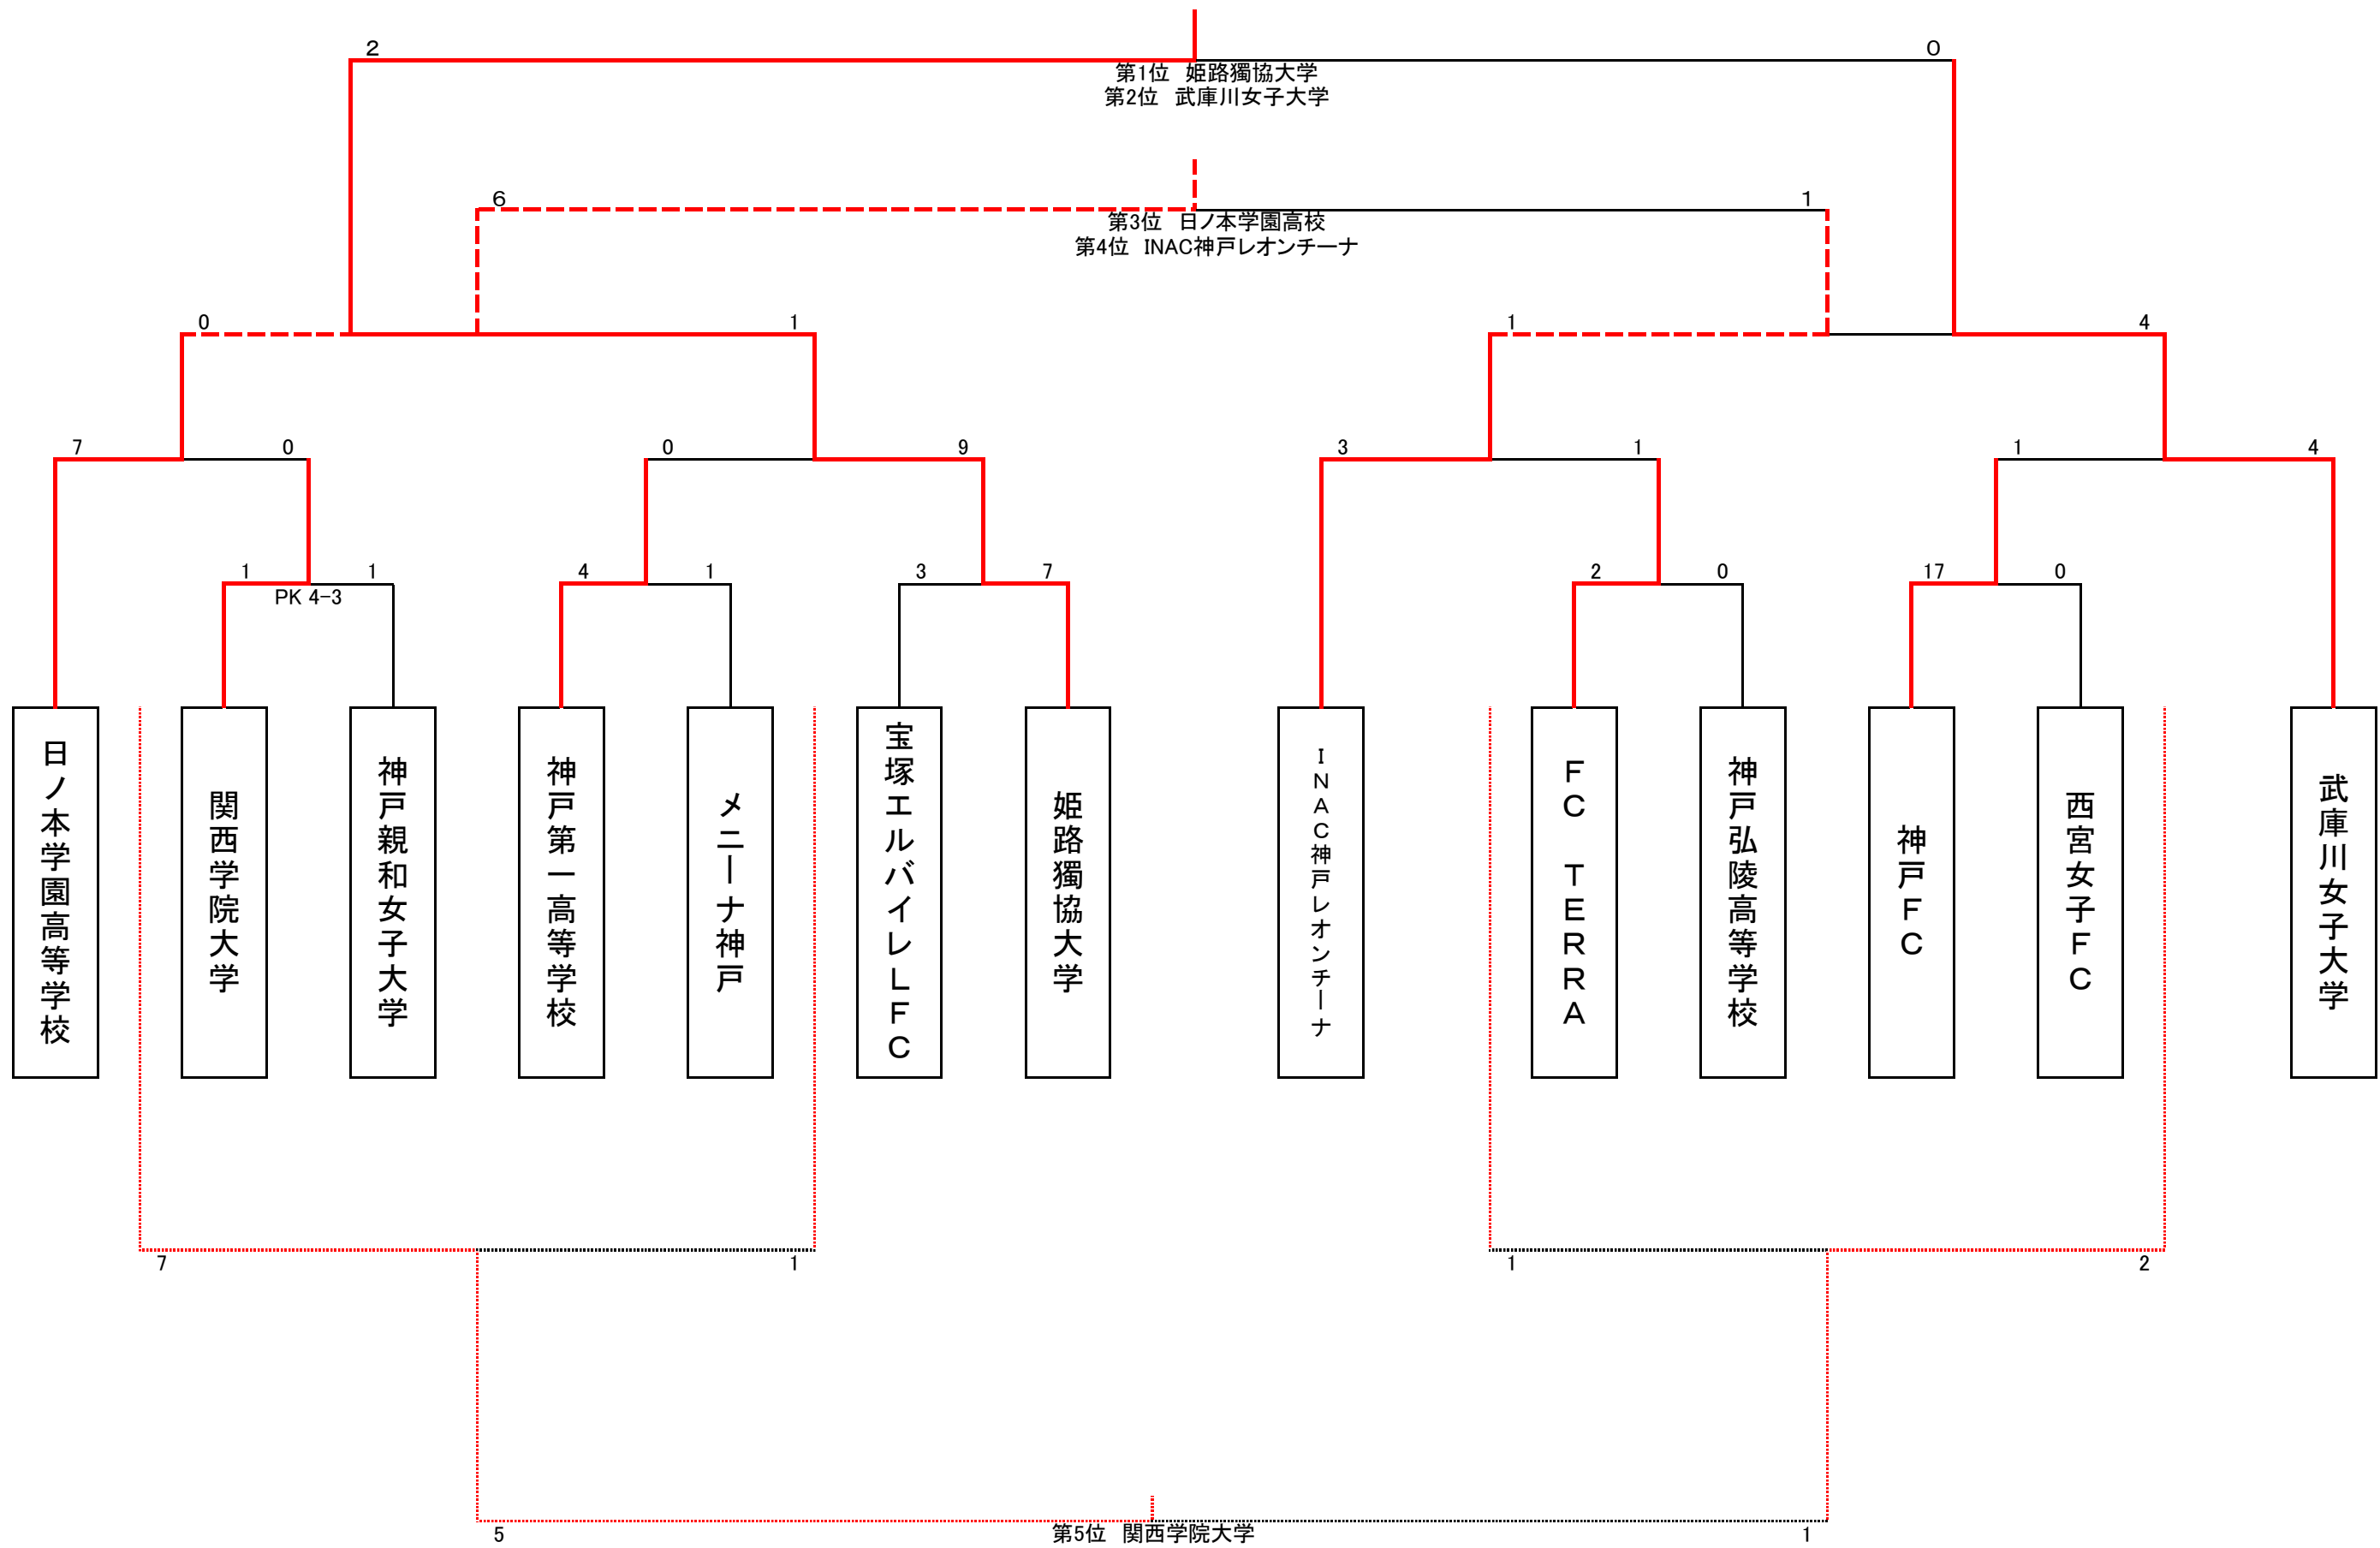 2
0
第1位　姫路獨協大学
第2位　武庫川女子大学
6
1
第3位　日ノ本学園高校
第4位　INAC神戸レオンチーナ
0
1
1
4
7
0
0
9
3
1
1
4
1
1
PK 4-3
4
1
3
7
2
0
17
0
日ノ本学園高等学校
関西学院大学
神戸親和女子大学
神戸第一高等学校
メニーナ神戸
宝塚エルバイレＬＦＣ
姫路獨協大学
ＩＮＡＣ神戸レオンチーナ
ＦＣ　ＴＥＲＲＡ
神戸弘陵高等学校
神戸ＦＣ
西宮女子ＦＣ
武庫川女子大学
7
1
1
2
5
第5位　関西学院大学
1